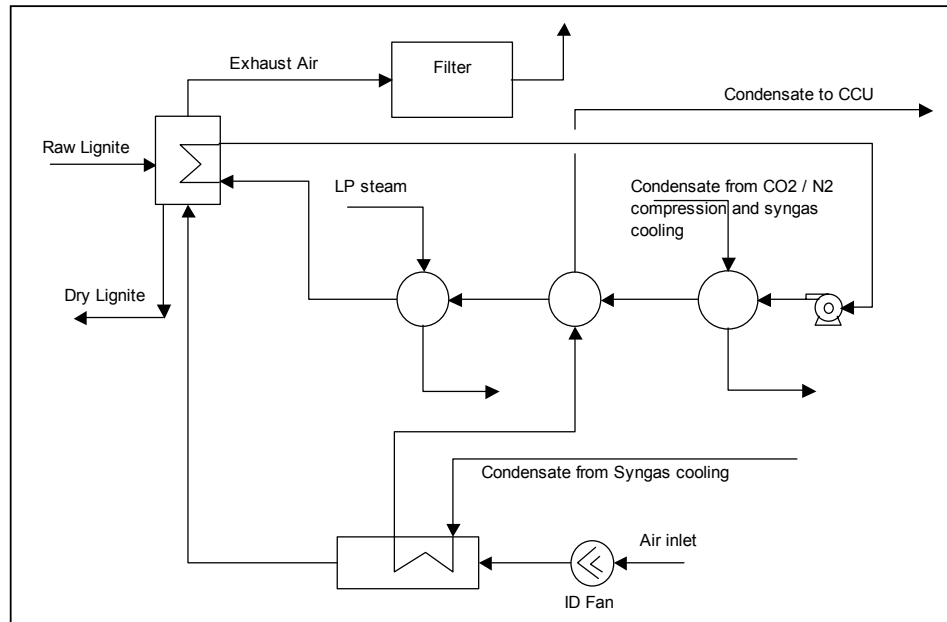 Exhaust Air
Filter
Condensate to CCU
Raw Lignite
LP steam
Condensate from CO2 / N2
compression and syngas
cooling
Dry Lignite
Condensate from Syngas cooling
Air inlet
ID Fan